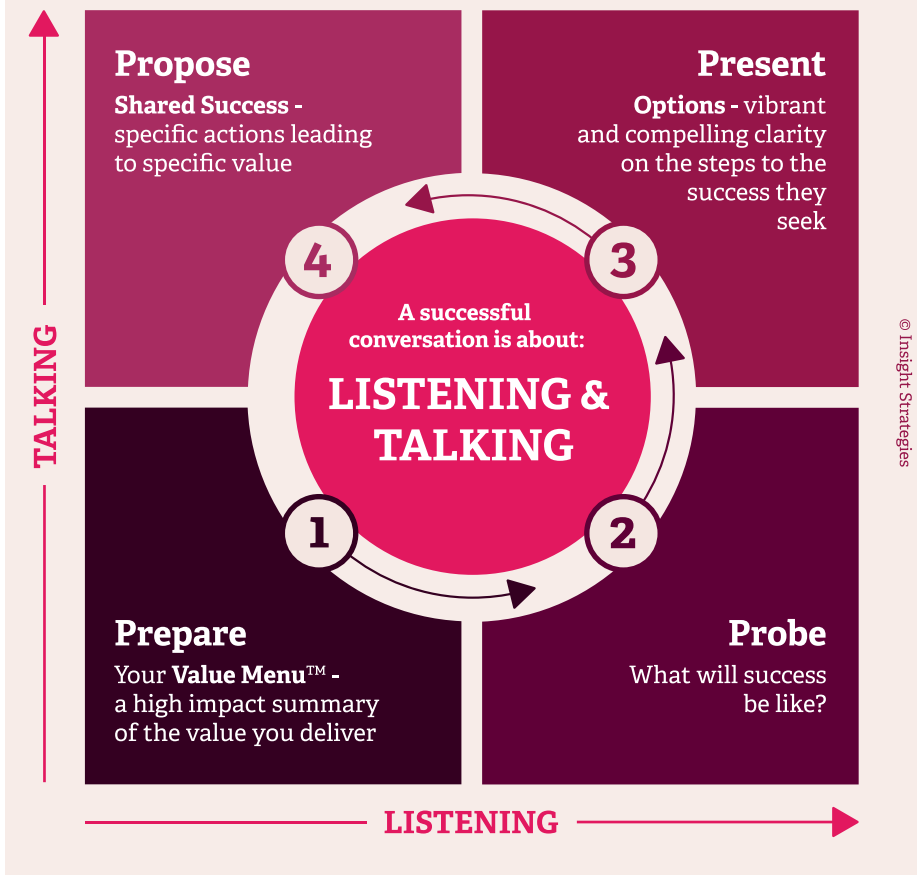 Propose
Shared Success -
specific actions leading
to specific value
Present
Options - vibrant
and compelling clarity
on the steps to the
success they
seek
4
3
A successful
conversation is about:
LISTENING &
TALKING
1
2
Prepare
Your Value Menu™ -
a high impact summary
of the value you deliver
Probe
What will success
be like?
TALKING
LISTENING
© Insight Strategies